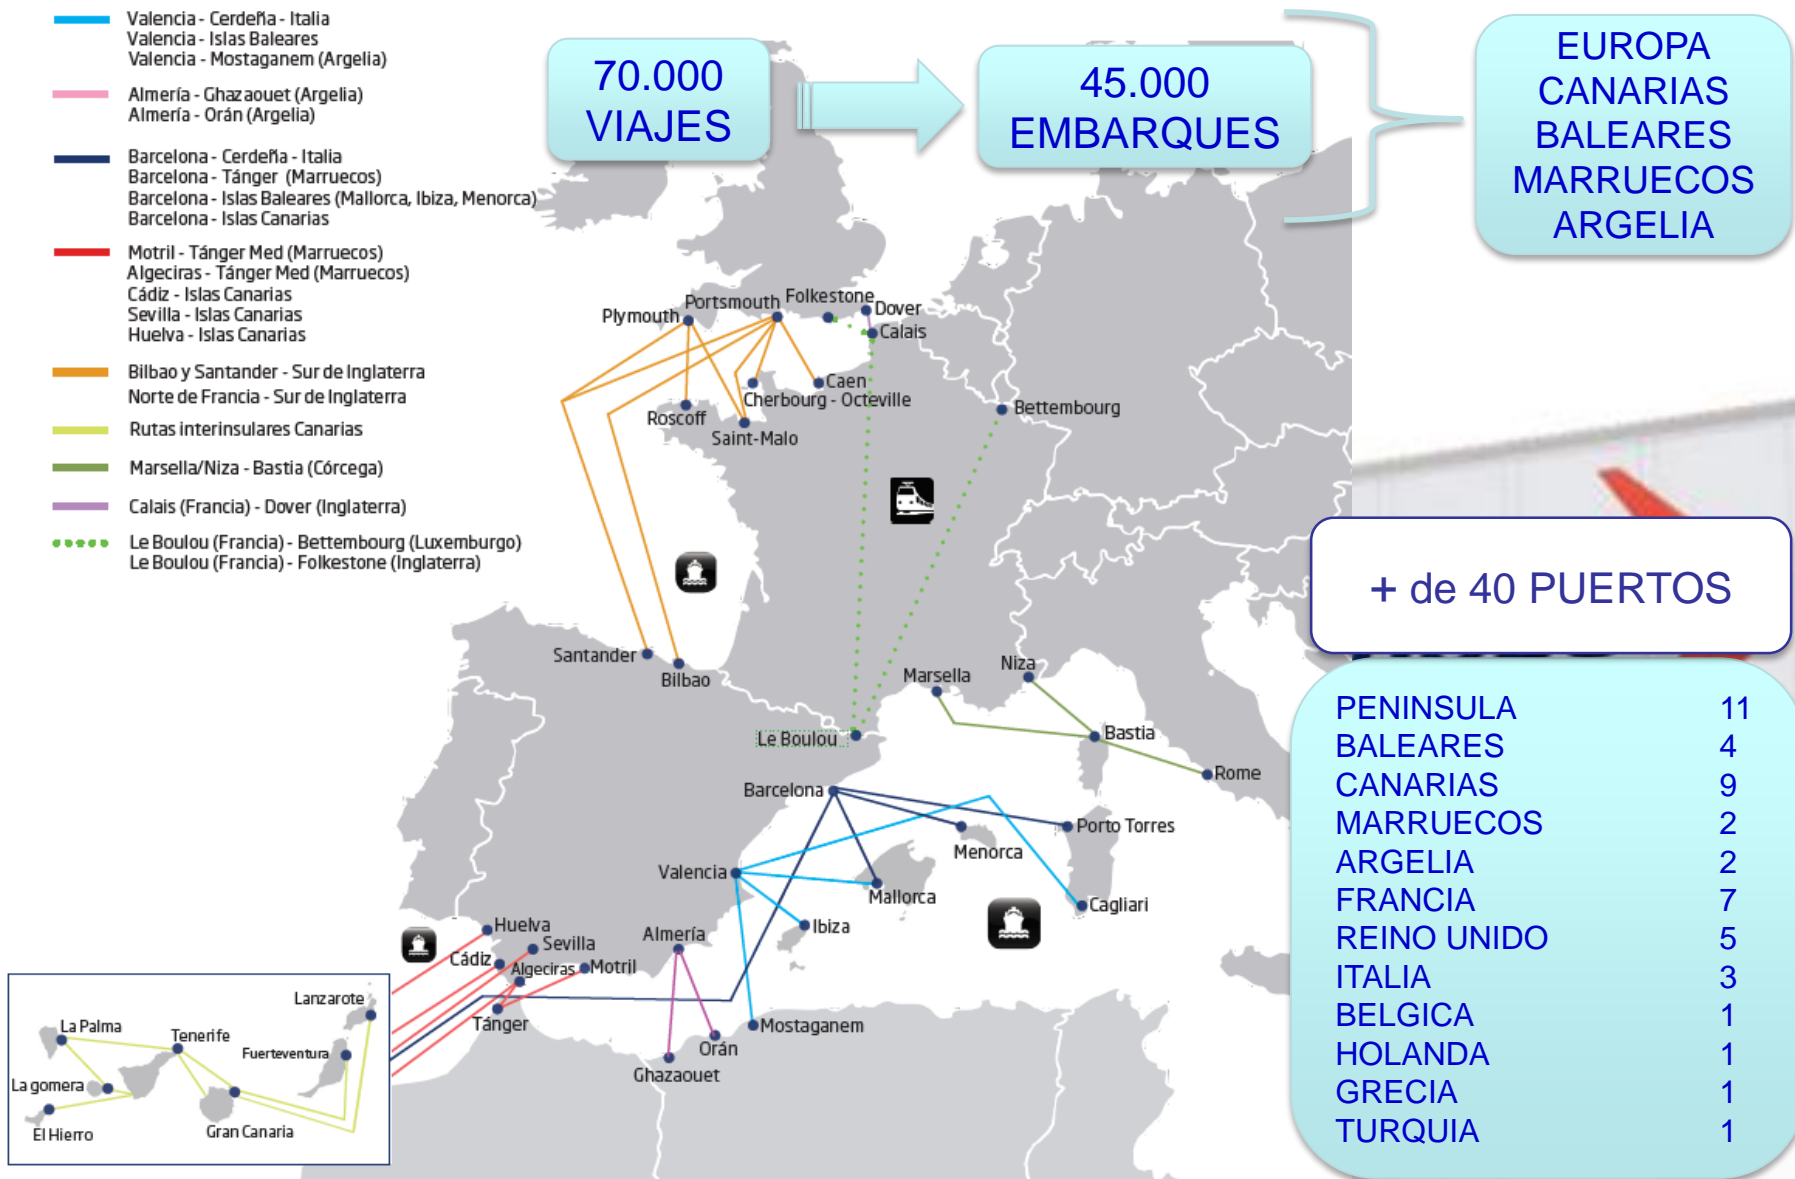 Valencia - Cerdeña - Italia
Valencia - Islas Baleares
Valencia - Mostaganem (Argelia)
Almería - Ghazaouet (Argelia)
Almería - Orán (Argelia)
Barcelona - Cerdeña - Italia
Barcelona - Tánger (Marruecos)
Barcelona - Islas Baleares (Mallorca, Ibiza, Menorca)
Barcelona - Islas Canarias
Motril - Tánger Med (Marruecos)
Algeciras - Tánger Med (Marruecos)
Cádiz - Islas Canarias
Sevilla - Islas Canarias
Huelva - Islas Canarias
Bilbao y Santander - Sur de Inglaterra
Norte de Francia - Sur de Inglaterra
Rutas interinsulares Canarias
Marsella/Niza - Bastia (Córcega)
Calais (Francia) - Dover (Inglaterra)
Le Boulou (Francia) - Bettembourg (Luxemburgo)
Le Boulou (Francia) - Folkestone (Inglaterra)
70.000
VIAJES
45.000
EMBARQUES
EUROPA
CANARIAS
BALEARES
MARRUECOS
ARGELIA
Plymouth
Portsmouth
Folkestone
Dover
Calais
Roscoff
Saint-Malo
Cherbourg - Octeville
Caen
Bettembourg
Santander
Bilbao
Le Boulou
Marsella
Niza
Bastia
Rome
Barcelona
Porto Torres
Menorca
Valencia
Mallorca
Cagliari
Ibiza
Huelva
Sevilla
Cádiz
Algeciras
Motril
Almería
Tánger
Mostaganem
Orán
Ghazaouet
Lanzarote
La Palma
Tenerife
Fuerteventura
La gomera
El Hierro
Gran Canaria
+ de 40 PUERTOS
PENINSULA 11
BALEARES 4
CANARIAS 9
MARRUECOS 2
ARGELIA 2
FRANCIA 7
REINO UNIDO 5
ITALIA 3
BELGICA 1
HOLANDA 1
GRECIA 1
TURQUIA 1